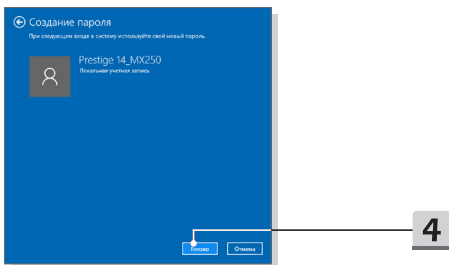 Создание пароля
При следующем входе в систему используйте свой новый пароль.
Prestige 14_MX250
Локальная учетная запись
Готово
Отмена
4